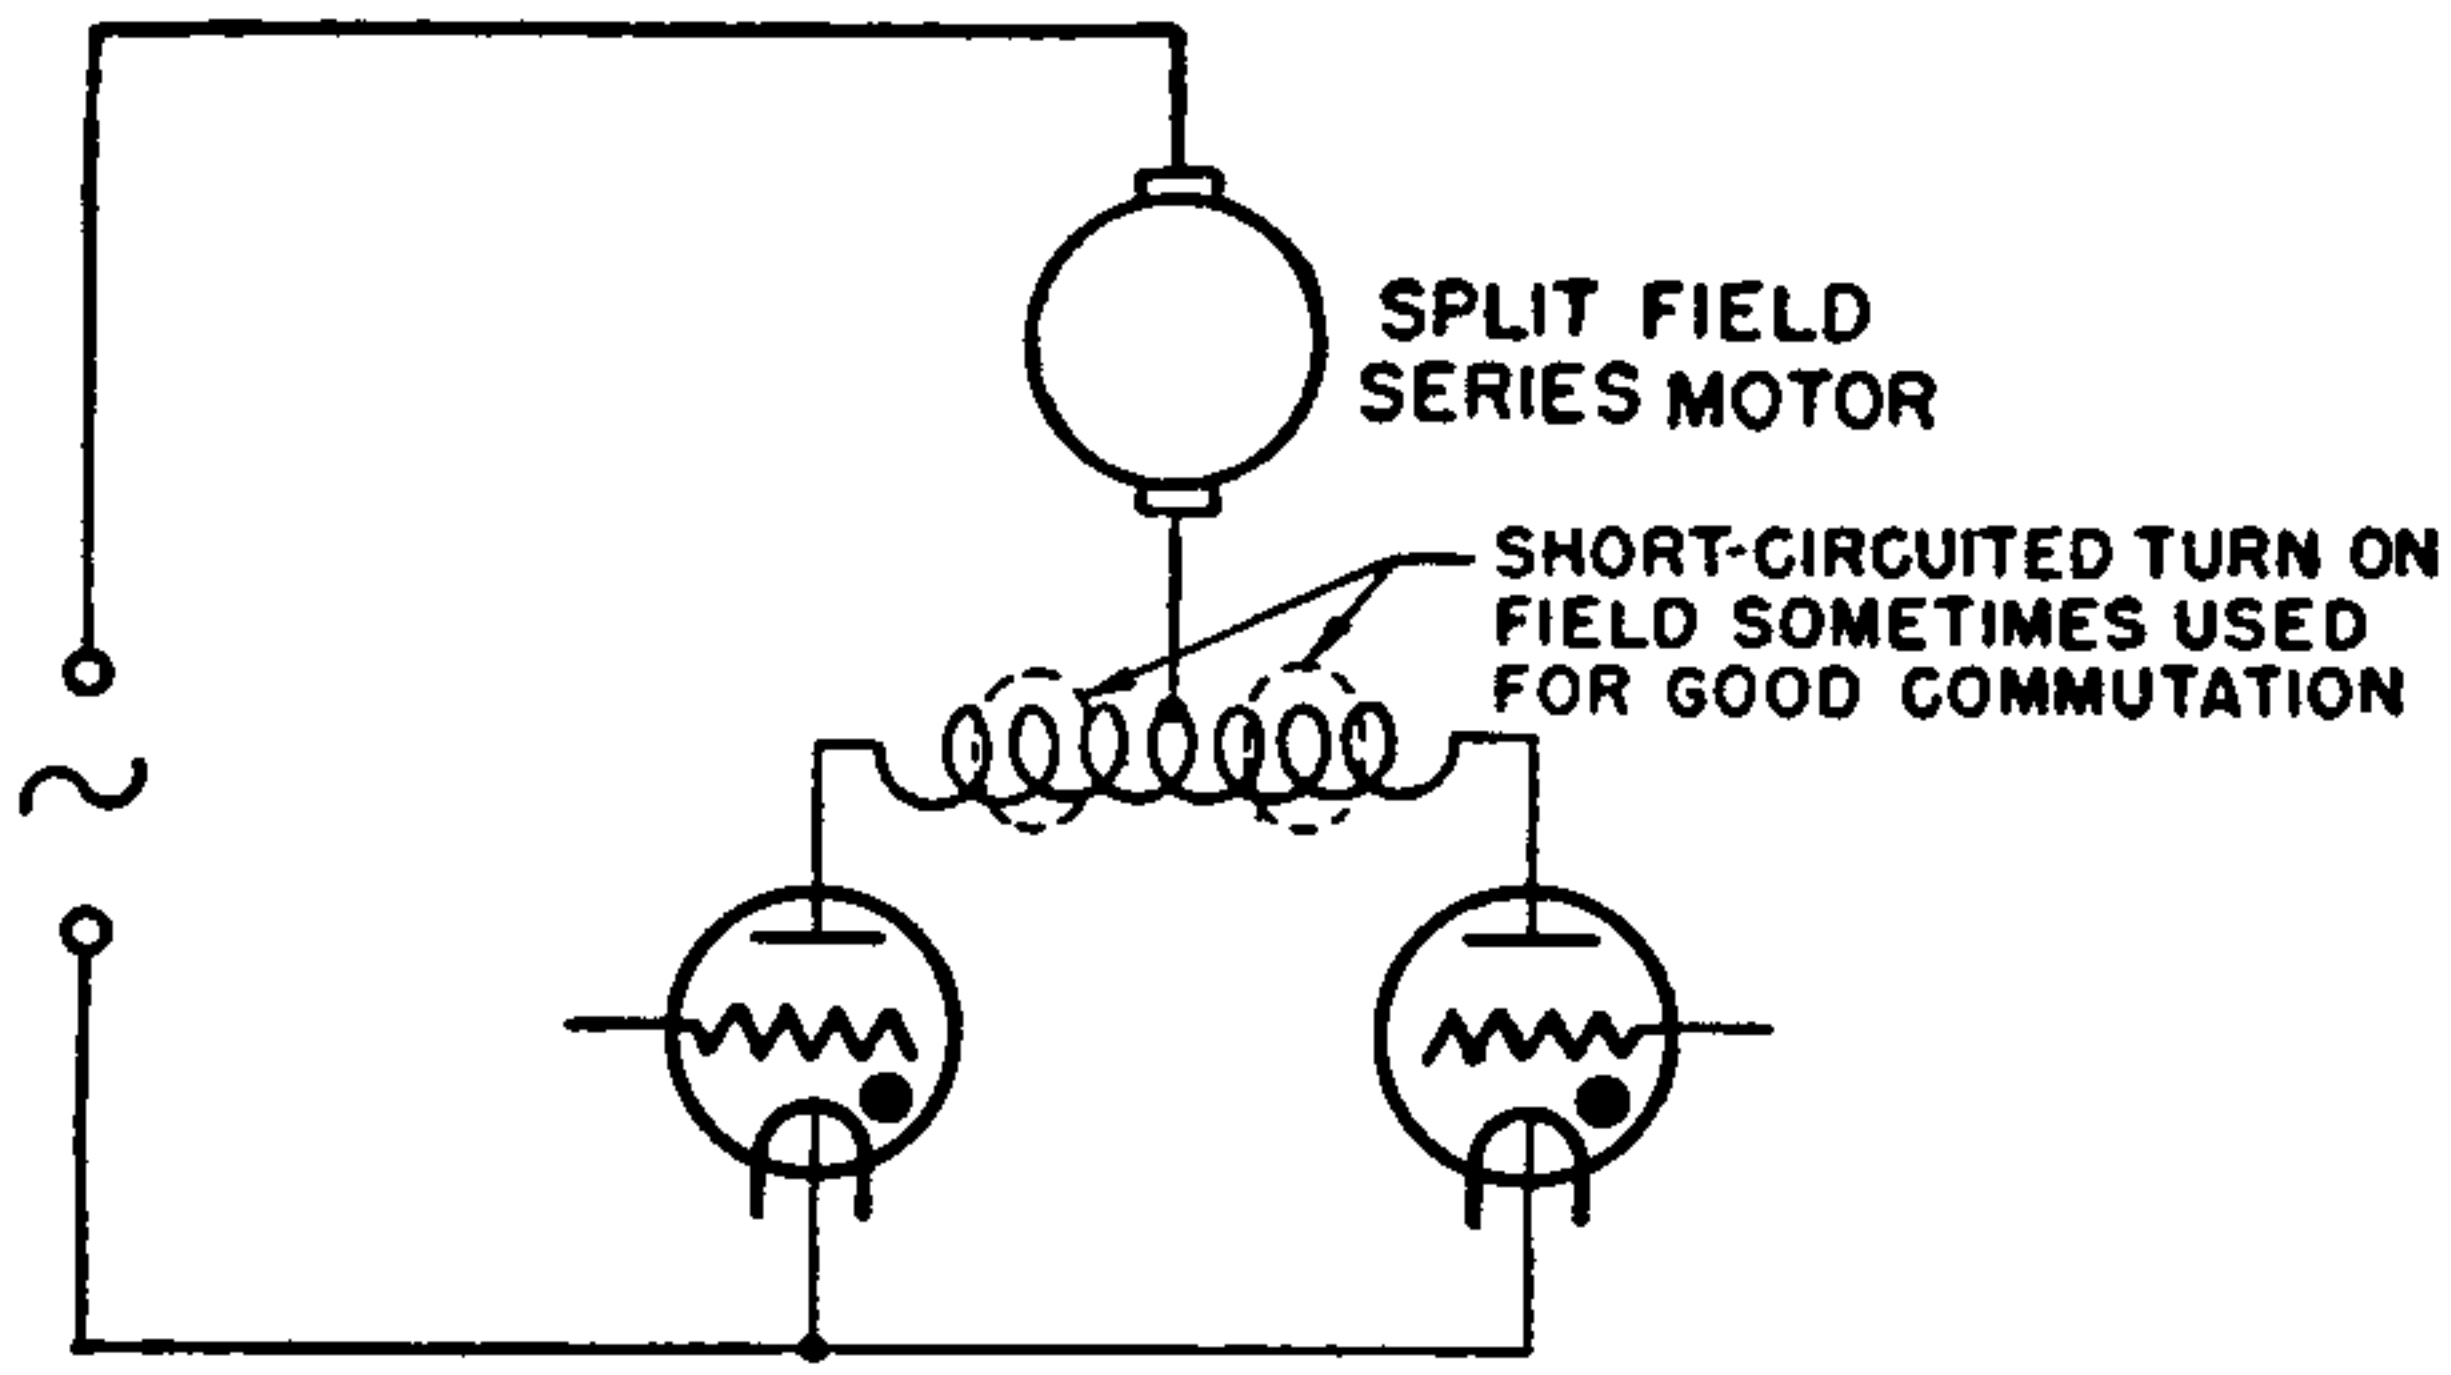 SPLIT FIELD
SERIES MOTOR
SHORT-CIRCUITED TURN ON
FIELD SOMETIMES USED
FOR GOOD COMMUTATION